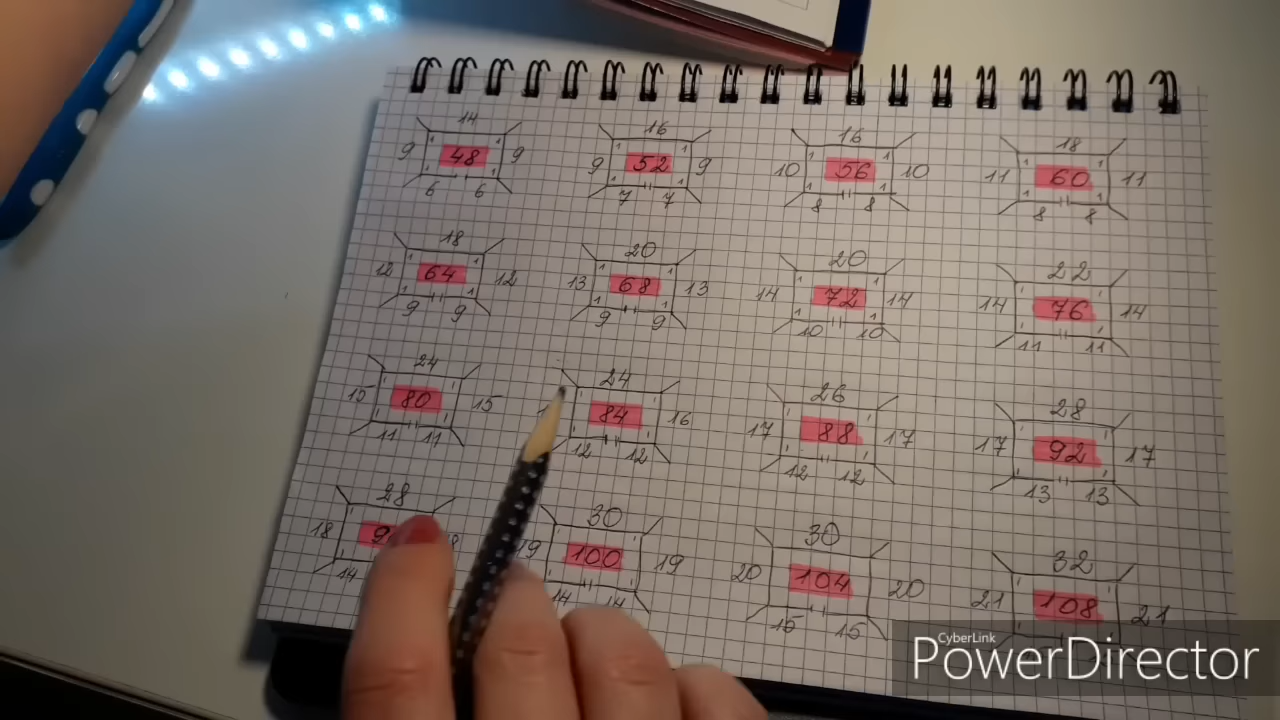 14 16 16 18
9 48 9 9 52 9 10 56 10 11 60 11
6 6 7 7 8 8 8 8
18 20 20 22
12 64 12 13 68 13 14 72 14 14 76 14
9 9 9 9 10 10 11 11
24 24 26 28
15 80 15 84 16 17 88 17 17 92 17
11 11 12 12 12 12 13 13
28 30 30 32
18 19 100 19 20 104 20 21 108 21
14 14 14 15 15
CyberLink
PowerDirector